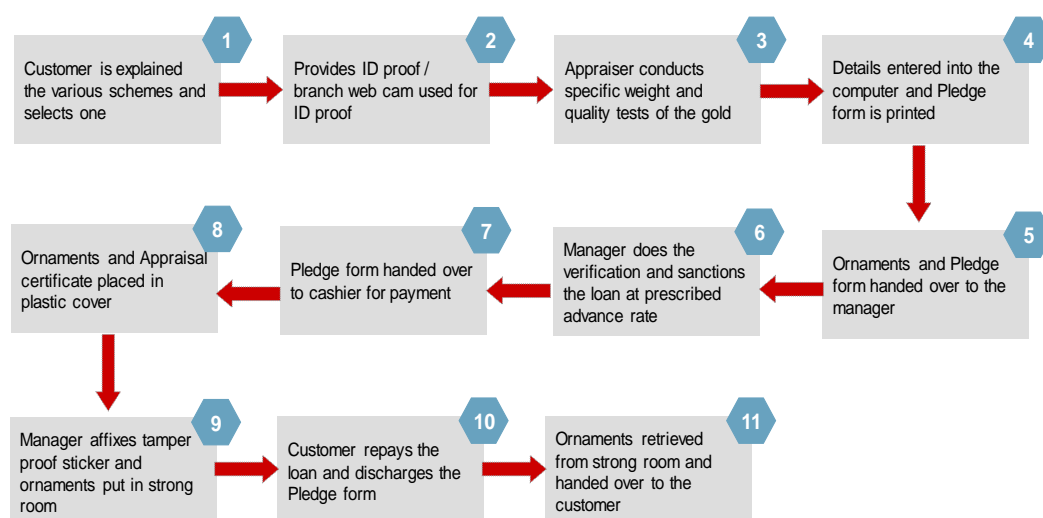 1
Customer is explained
the various schemes and
selects one
2
Provides ID proof /
branch web cam used for
ID proof
3
Appraiser conducts
specific weight and
quality tests of the gold
4
Details entered into the
computer and Pledge
form is printed
5
Ornaments and Pledge
form handed over to the
manager
6
Manager does the
verification and sanctions
the loan at prescribed
advance rate
7
Pledge form handed over
to cashier for payment
8
Ornaments and Appraisal
certificate placed in
plastic cover
9
Manager affixes tamper
proof sticker and
ornaments put in strong
room
10
Customer repays the
loan and discharges the
Pledge form
11
Ornaments retrieved
from strong room and
handed over to the
customer